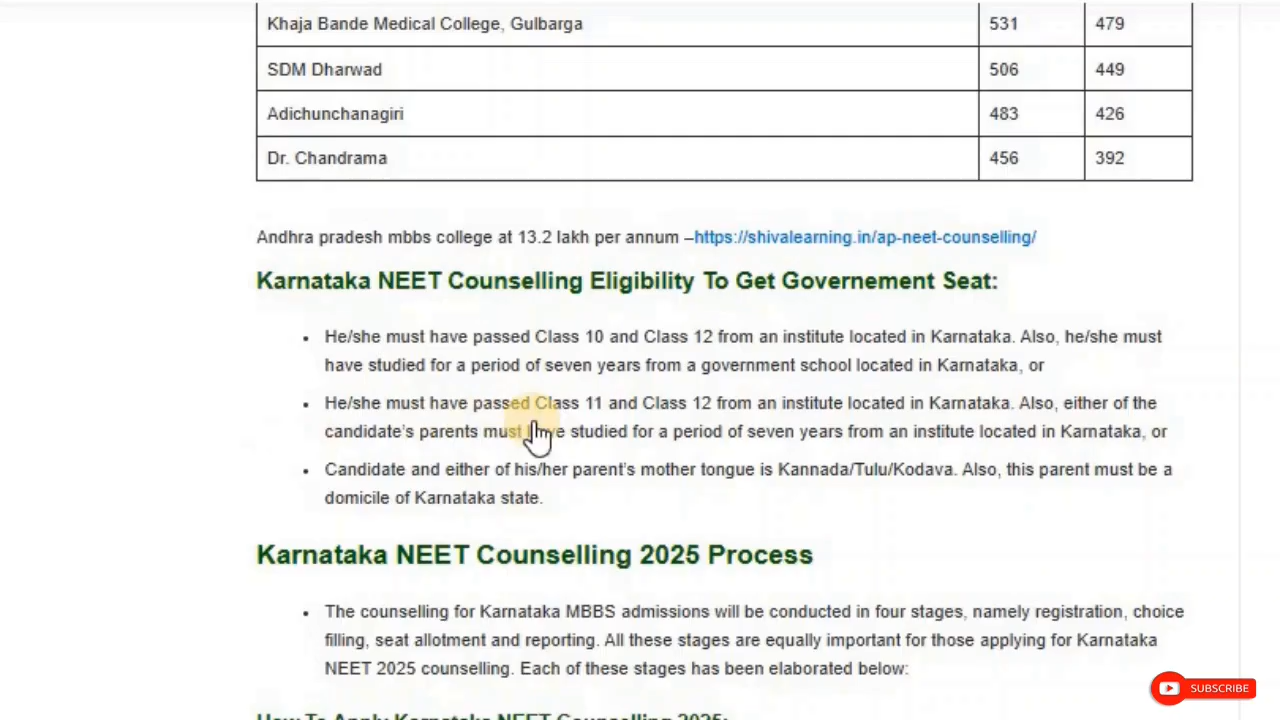 Khaja Bande Medical College, Gulbarga 531 479
SDM Dharwad 506 449
Adichunchanagiri 483 426
Dr. Chandrama 456 392
Andhra pradesh mbbs college at 13.2 lakh per annum –https://shivalearning.in/ap-neet-counselling/
Karnataka NEET Counselling Eligibility To Get Governement Seat:
• He/she must have passed Class 10 and Class 12 from an institute located in Karnataka. Also, he/she must
have studied for a period of seven years from a government school located in Karnataka, or
• He/she must have passed Class 11 and Class 12 from an institute located in Karnataka. Also, either of the
candidate's parents must have studied for a period of seven years from an institute located in Karnataka, or
• Candidate and either of his/her parent's mother tongue is Kannada/Tulu/Kodava. Also, this parent must be a
domicile of Karnataka state.
Karnataka NEET Counselling 2025 Process
• The counselling for Karnataka MBBS admissions will be conducted in four stages, namely registration, choice
filling, seat allotment and reporting. All these stages are equally important for those applying for Karnataka
NEET 2025 counselling. Each of these stages has been elaborated below:
SUBSCRIBE
How To Apply Karnataka NEET Counselling 2025: